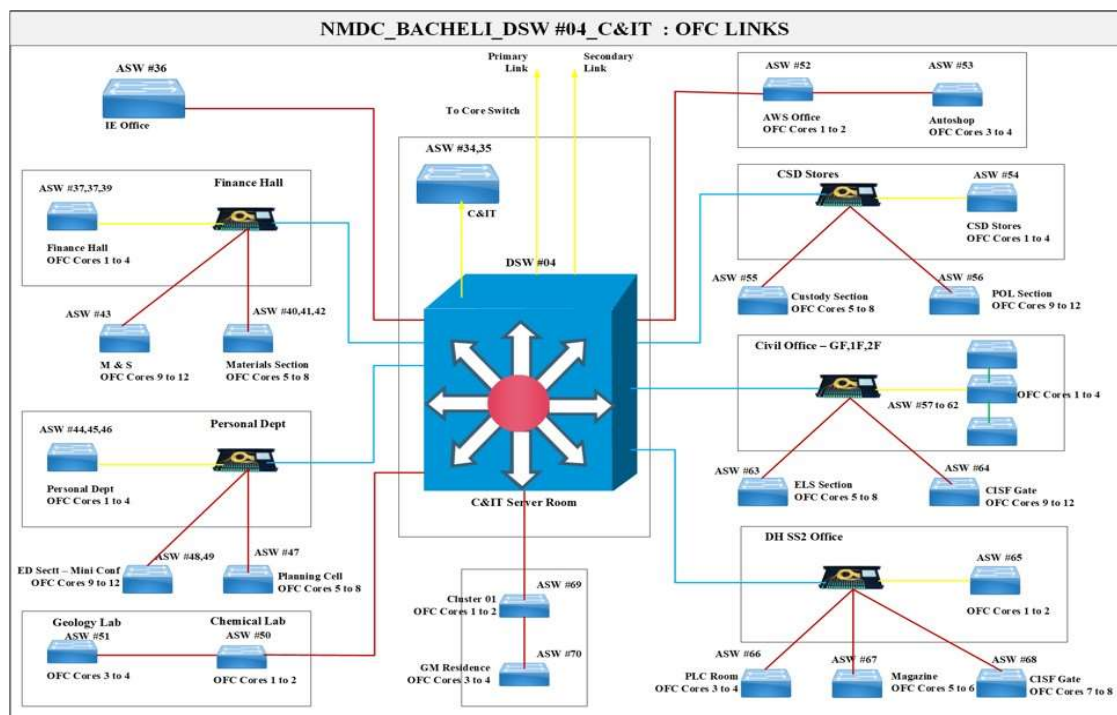 NMDC_BACHELI_DSW #04_C&IT : OFC LINKS
ASW #36
IE Office
Primary
Link
Secondary
Link
To Core Switch
ASW #34,35
C&IT
DSW #04
C&IT Server Room
ASW #37,37,39
Finance Hall
Finance Hall
OFC Cores 1 to 4
ASW #43
M & S
OFC Cores 9 to 12
ASW #40,41,42
Materials Section
OFC Cores 5 to 8
ASW #44,45,46
Personal Dept
Personal Dept
OFC Cores 1 to 4
ASW #48,49
ED Sectt – Mini Conf
OFC Cores 9 to 12
ASW #47
Planning Cell
OFC Cores 5 to 8
Geology Lab
ASW #51
OFC Cores 3 to 4
Chemical Lab
ASW #50
OFC Cores 1 to 2
ASW #69
Cluster 01
OFC Cores 1 to 2
ASW #70
GM Residence
OFC Cores 3 to 4
ASW #52
AWS Office
OFC Cores 1 to 2
ASW #53
Autoshop
OFC Cores 3 to 4
CSD Stores
ASW #54
CSD Stores
OFC Cores 1 to 4
ASW #55
Custody Section
OFC Cores 5 to 8
ASW #56
POL Section
OFC Cores 9 to 12
Civil Office – GF,1F,2F
OFC Cores 1 to 4
ASW #57 to 62
ASW #63
ELS Section
OFC Cores 5 to 8
ASW #64
CISF Gate
OFC Cores 9 to 12
DH SS2 Office
ASW #65
OFC Cores 1 to 2
ASW #66
PLC Room
OFC Cores 3 to 4
ASW #67
Magazine
OFC Cores 5 to 6
ASW #68
CISF Gate
OFC Cores 7 to 8